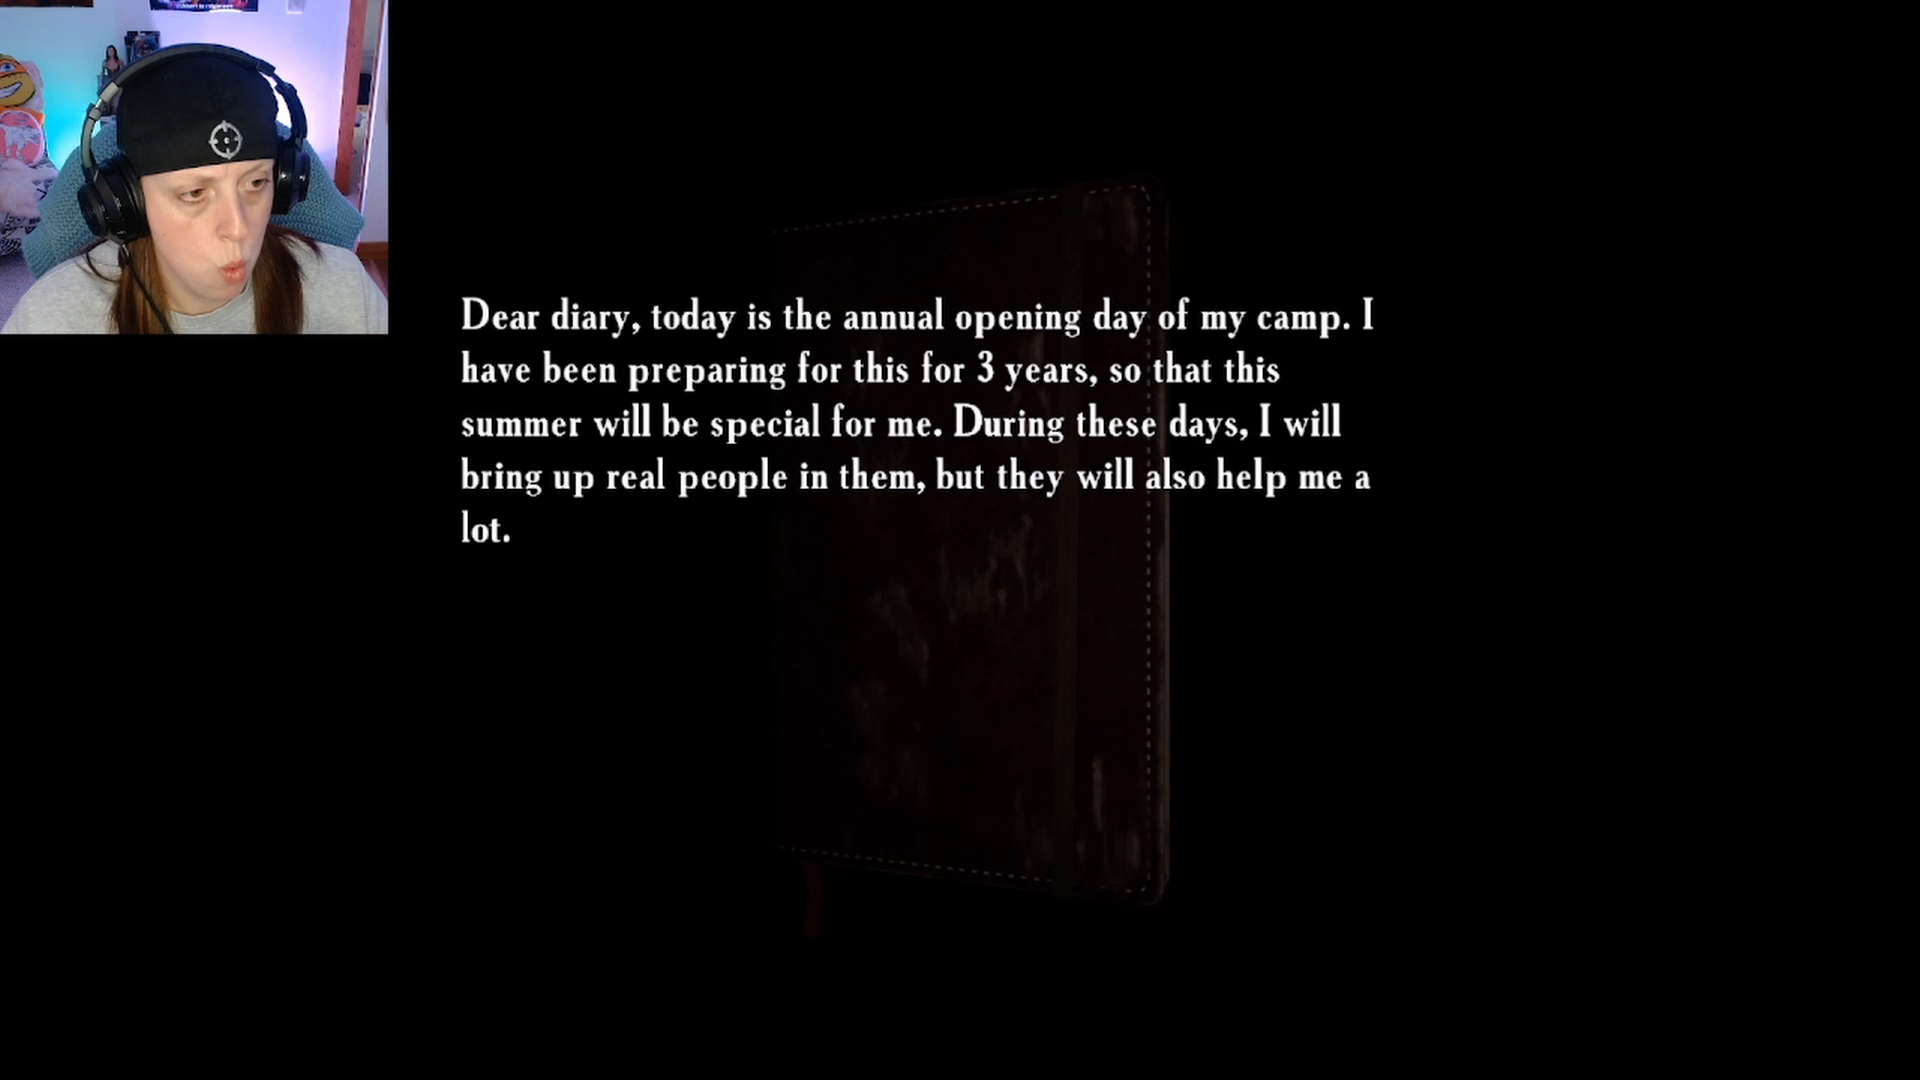 Dear diary, today is the annual opening day of my camp. I
have been preparing for this for 3 years, so that this
summer will be special for me. During these days, I will
bring up real people in them, but they will also help me a
lot.